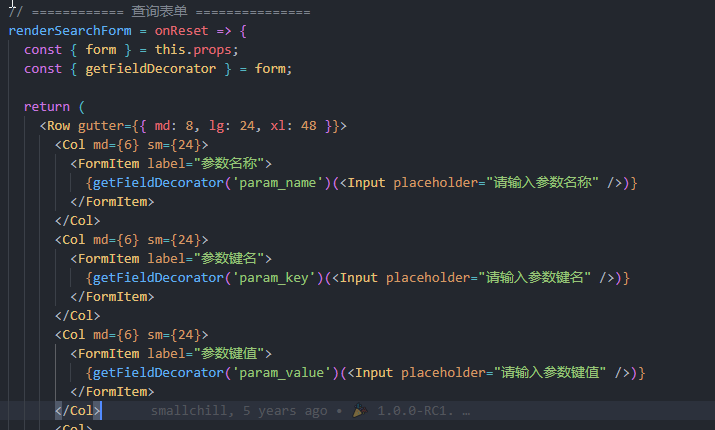 // ============ 查询表单 ===============
renderSearchForm = onReset => {
const { form } = this.props;
const { getFieldDecorator } = form;
return (
<Row gutter={{ md: 8, lg: 24, xl: 48 }}>
<Col md={6} sm={24}>
<FormItem label="参数名称">
{getFieldDecorator('param_name')(<Input placeholder="请输入参数名称" />)}
</FormItem>
</Col>
<Col md={6} sm={24}>
<FormItem label="参数键名">
{getFieldDecorator('param_key')(<Input placeholder="请输入参数键名" />)}
</FormItem>
</Col>
<Col md={6} sm={24}>
<FormItem label="参数键值">
{getFieldDecorator('param_value')(<Input placeholder="请输入参数键值" />)}
</FormItem>
</Col> smallchill, 5 years ago • 🎉 1.0.0-RC1. …
<Col